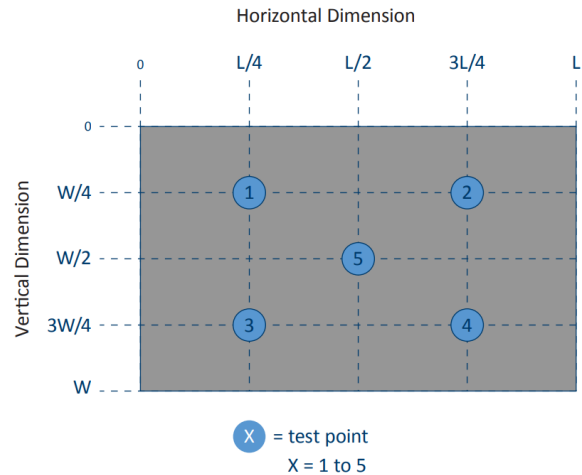 Horizontal Dimension
0 L/4 L/2 3L/4 L
0
W/4 1 2
W/2 5
3W/4 3 4
W
Vertical Dimension
X = test point
X = 1 to 5